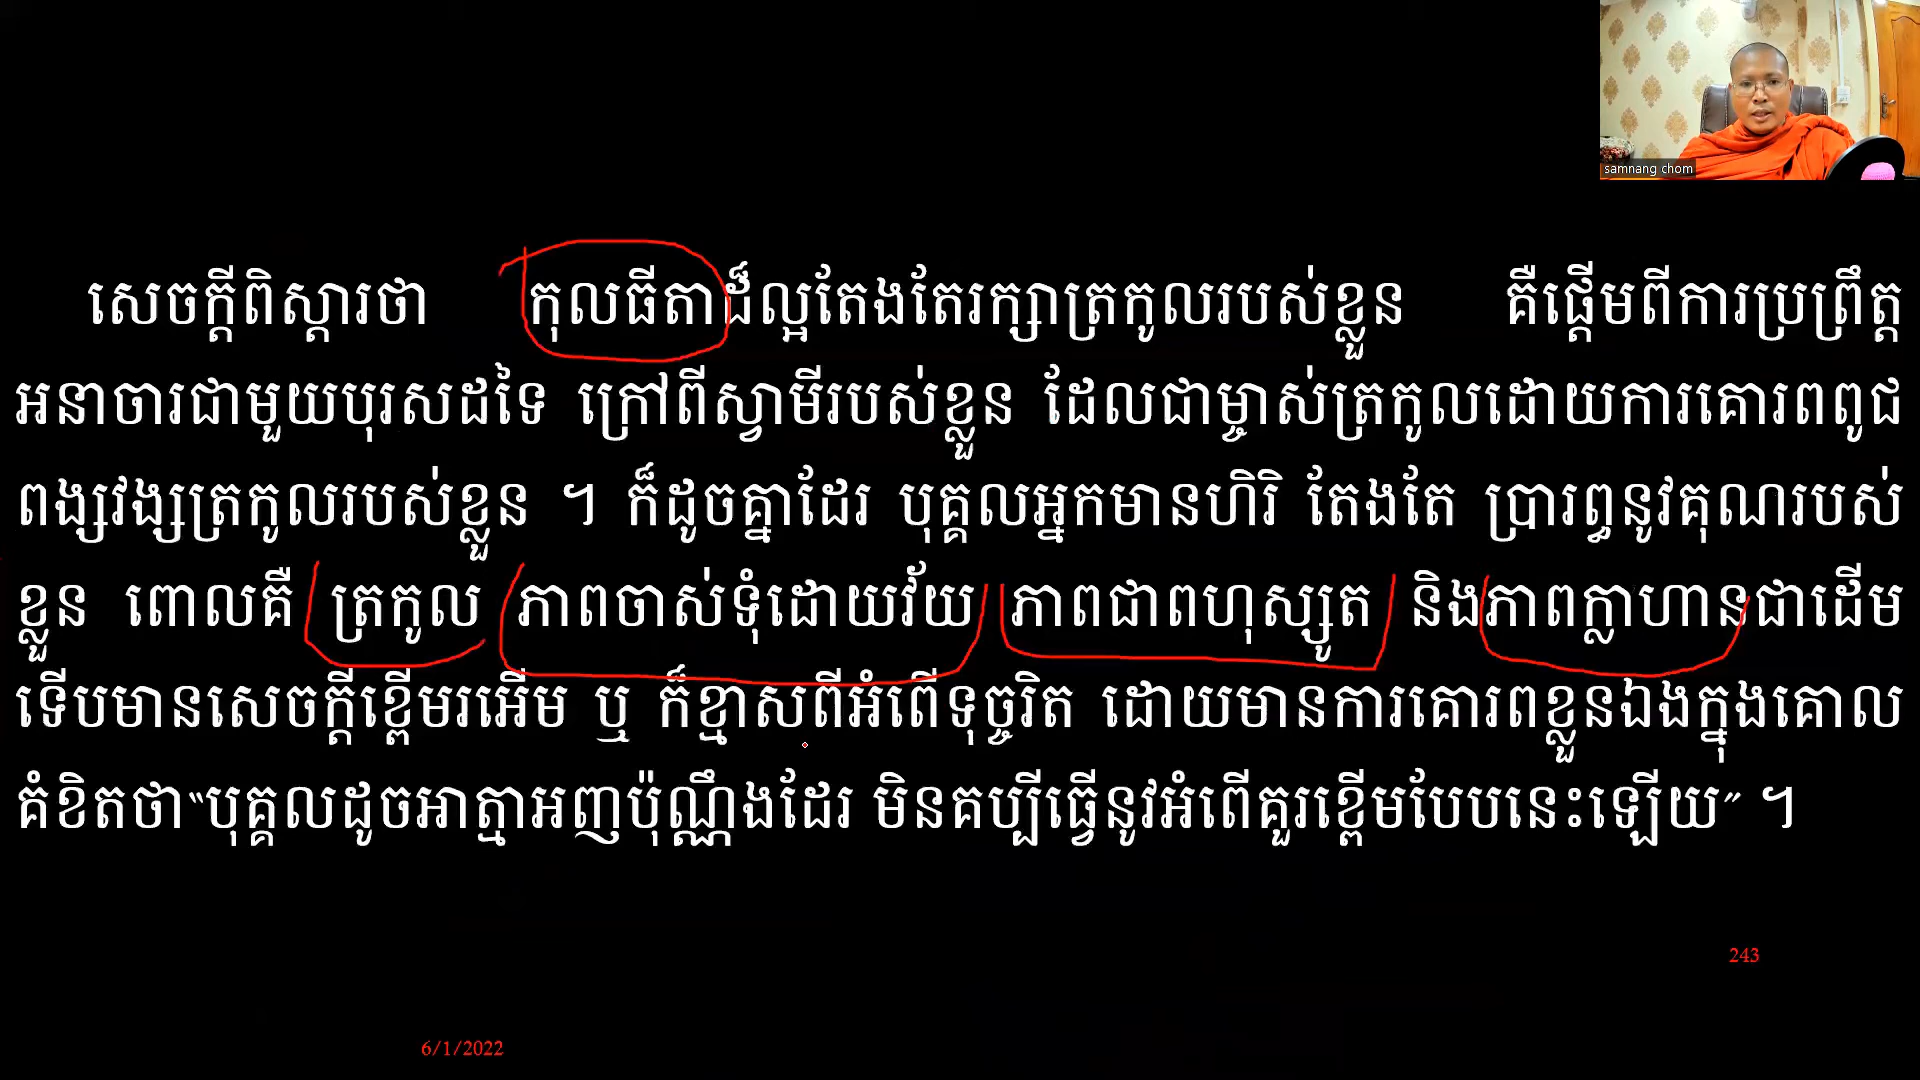 samnang chom
សេចក្តីពិស្តារថា កុលធីតាដ៏ល្អតែងតែរក្សាត្រកូលរបស់ខ្លួន គឺផ្តើមពីការប្រព្រឹត្ត
អនាចារជាមួយបុរសដទៃ ក្រៅពីស្វាមីរបស់ខ្លួន ដែលជាម្ចាស់ត្រកូលដោយការគោរពពូជ
ពង្សវង្សត្រកូលរបស់ខ្លួន ។ ក៏ដូចគ្នាដែរ បុគ្គលអ្នកមានហិរិ តែងតែ ប្រារព្ធនូវគុណរបស់
ខ្លួន ពោលគឺ ត្រកូល ភាពចាស់ទុំដោយវ័យ ភាពជាពហុស្សូត និងភាពក្លាហានជាដើម
ទើបមានសេចក្តីខ្ពើមរអើម ឬ ក៏ខ្មាសពីអំពើទុច្ចរិត ដោយមានការគោរពខ្លួនឯងក្នុងគោល
គំខិតថា“បុគ្គលដូចអាត្មាអញប៉ុណ្ណឹងដែរ មិនគប្បីធ្វើនូវអំពើគួរខ្ពើមបែបនេះឡើយ” ។
243
6/1/2022